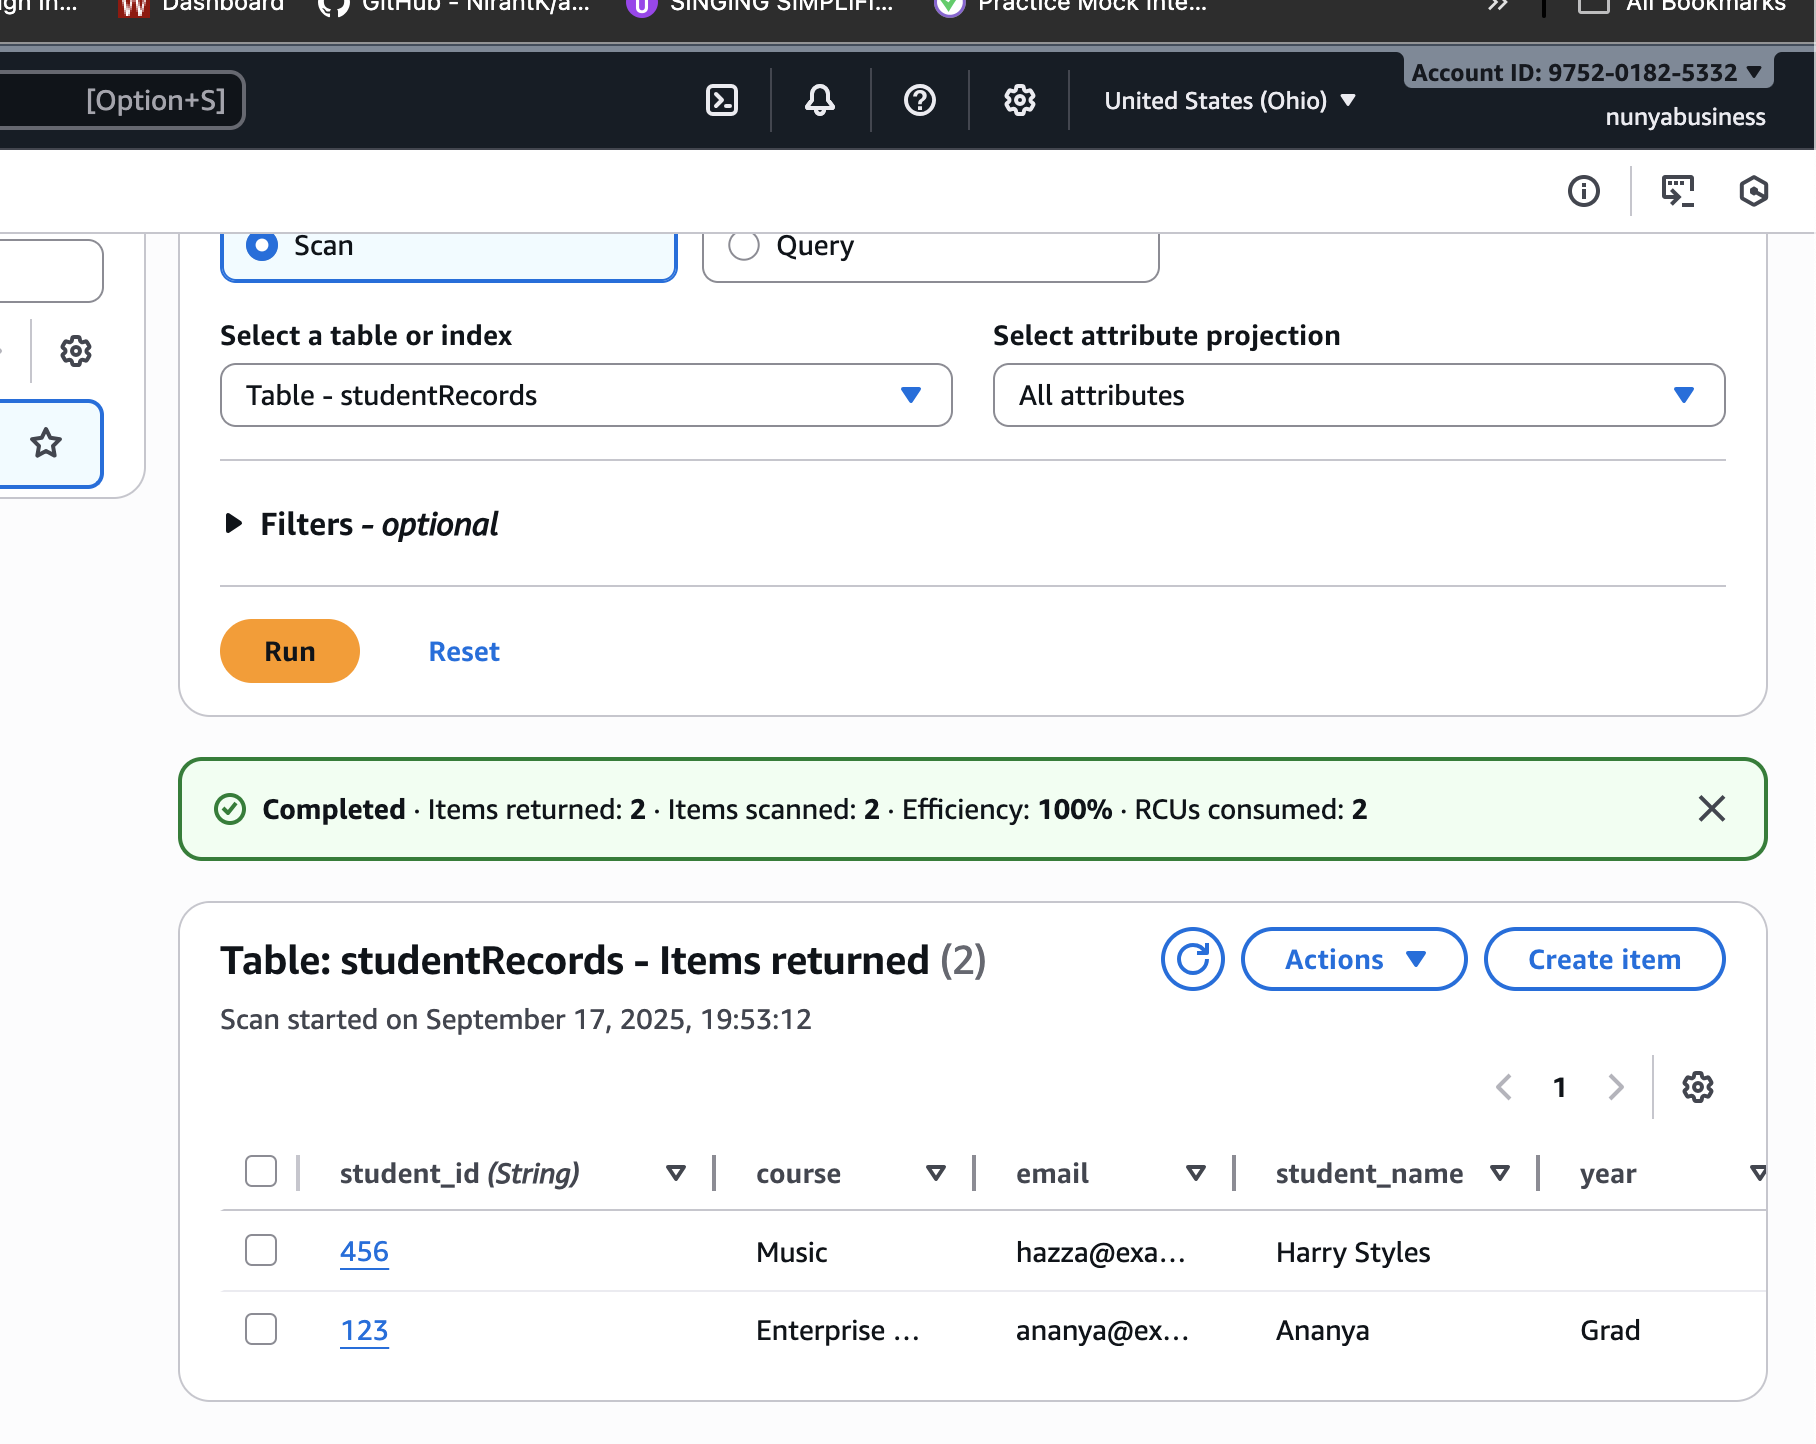 Dashboard
GitHub - NirantK/a...
SINGING SIMPLIFI...
Practice Mock Inte...
All Bookmarks
[Option+S]
United States (Ohio)
Account ID: 9752-0182-5332
nunyabusiness
Scan
Query
Select a table or index
Select attribute projection
Table - studentRecords
All attributes
Filters - optional
Run
Reset
Completed · Items returned: 2 · Items scanned: 2 · Efficiency: 100% · RCUs consumed: 2
Table: studentRecords - Items returned (2)
Actions
Create item
Scan started on September 17, 2025, 19:53:12
1
student_id (String) course email student_name year
456 Music hazza@exa... Harry Styles
123 Enterprise ... ananya@ex... Ananya Grad